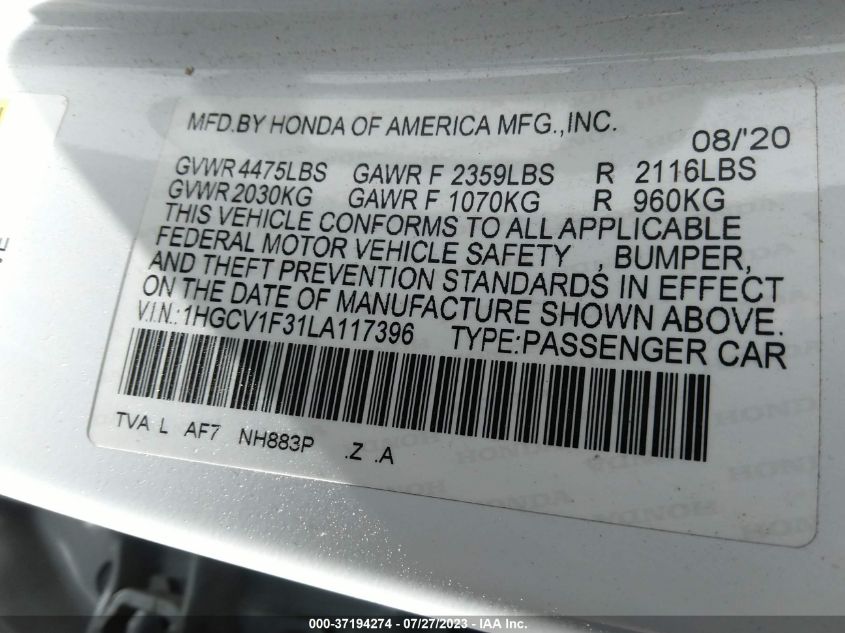 MFD.BY HONDA OF AMERICA MFG.,INC.
08/'20
GVWR 4475LBS GAWR F 2359LBS R 2116LBS
GVWR 2030KG GAWR F 1070KG R 960KG
THIS VEHICLE CONFORMS TO ALL APPLICABLE
FEDERAL MOTOR VEHICLE SAFETY , BUMPER,
AND THEFT PREVENTION STANDARDS IN EFFECT
ON THE DATE OF MANUFACTURE SHOWN ABOVE.
V.I.N.:1HGCV1F31LA117396 TYPE:PASSENGER CAR
TVA L AF7 NH883P .Z .A
HONDA HONDA
000-37194274 - 07/27/2023 - IAA Inc.